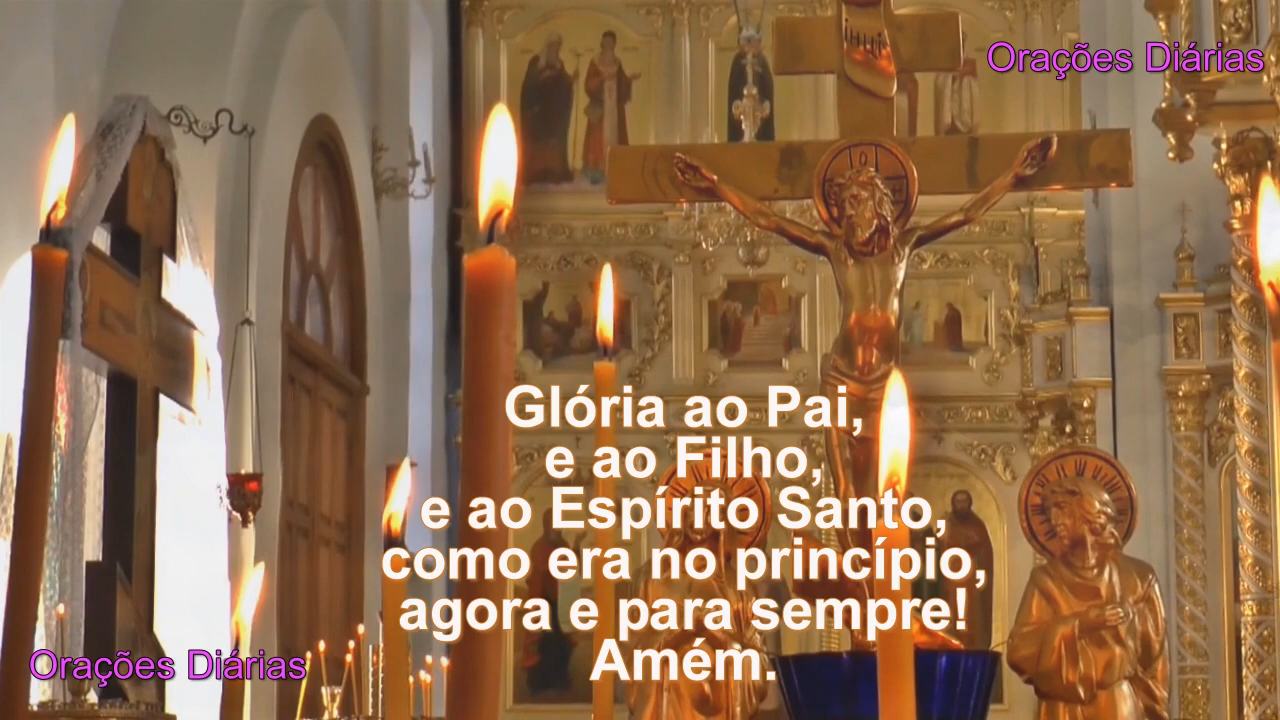 Orações Diárias
Glória ao Pai,
e ao Filho,
e ao Espírito Santo,
como era no princípio,
agora e para sempre!
Amém.
Orações Diárias